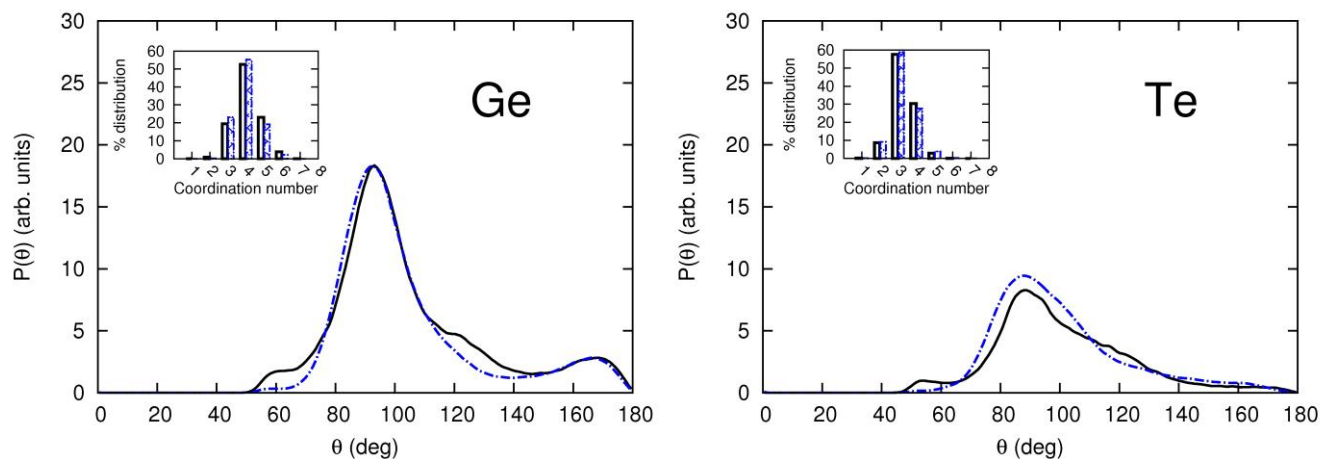 30
25
20
15
10
5
0
P(θ) (arb. units)
0 20 40 60 80 100 120 140 160 180
θ (deg)
Ge
60
50
40
30
20
10
0
% distribution
1 2 3 4 5 6 7 8
Coordination number
30
25
20
15
10
5
0
P(θ) (arb. units)
0 20 40 60 80 100 120 140 160 180
θ (deg)
Te
60
50
40
30
20
10
0
% distribution
1 2 3 4 5 6 7 8
Coordination number